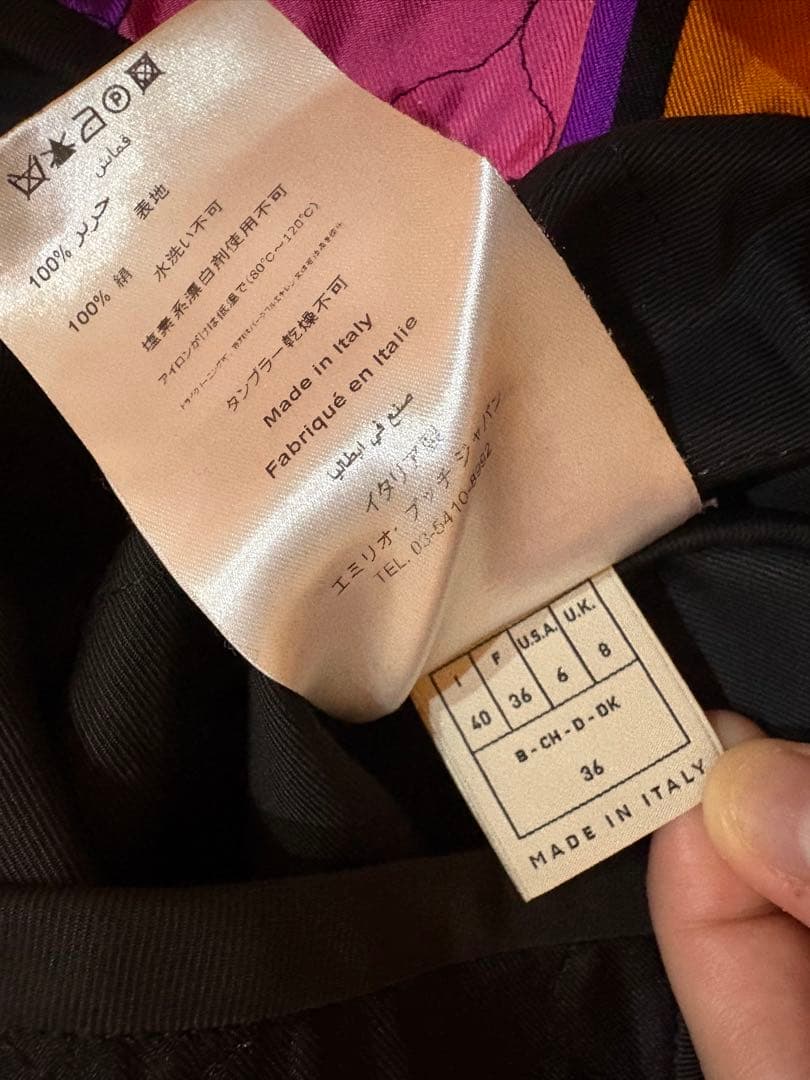 قماش
100% حرير 表地
100% 絹 水洗い不可
塩素系漂白剤使用不可
アイロンがけは低温で(80℃~120℃)
タンブラー乾燥不可
Made in Italy
Fabriqué en Italie
صنع في ايطاليا
イタリア製
エミリオ・プッチ ジャパン
TEL. 03-5410-8992
I F U.S.A. U.K.
40 36 6 8
B-CH-D-DK
36
MADE IN ITALY